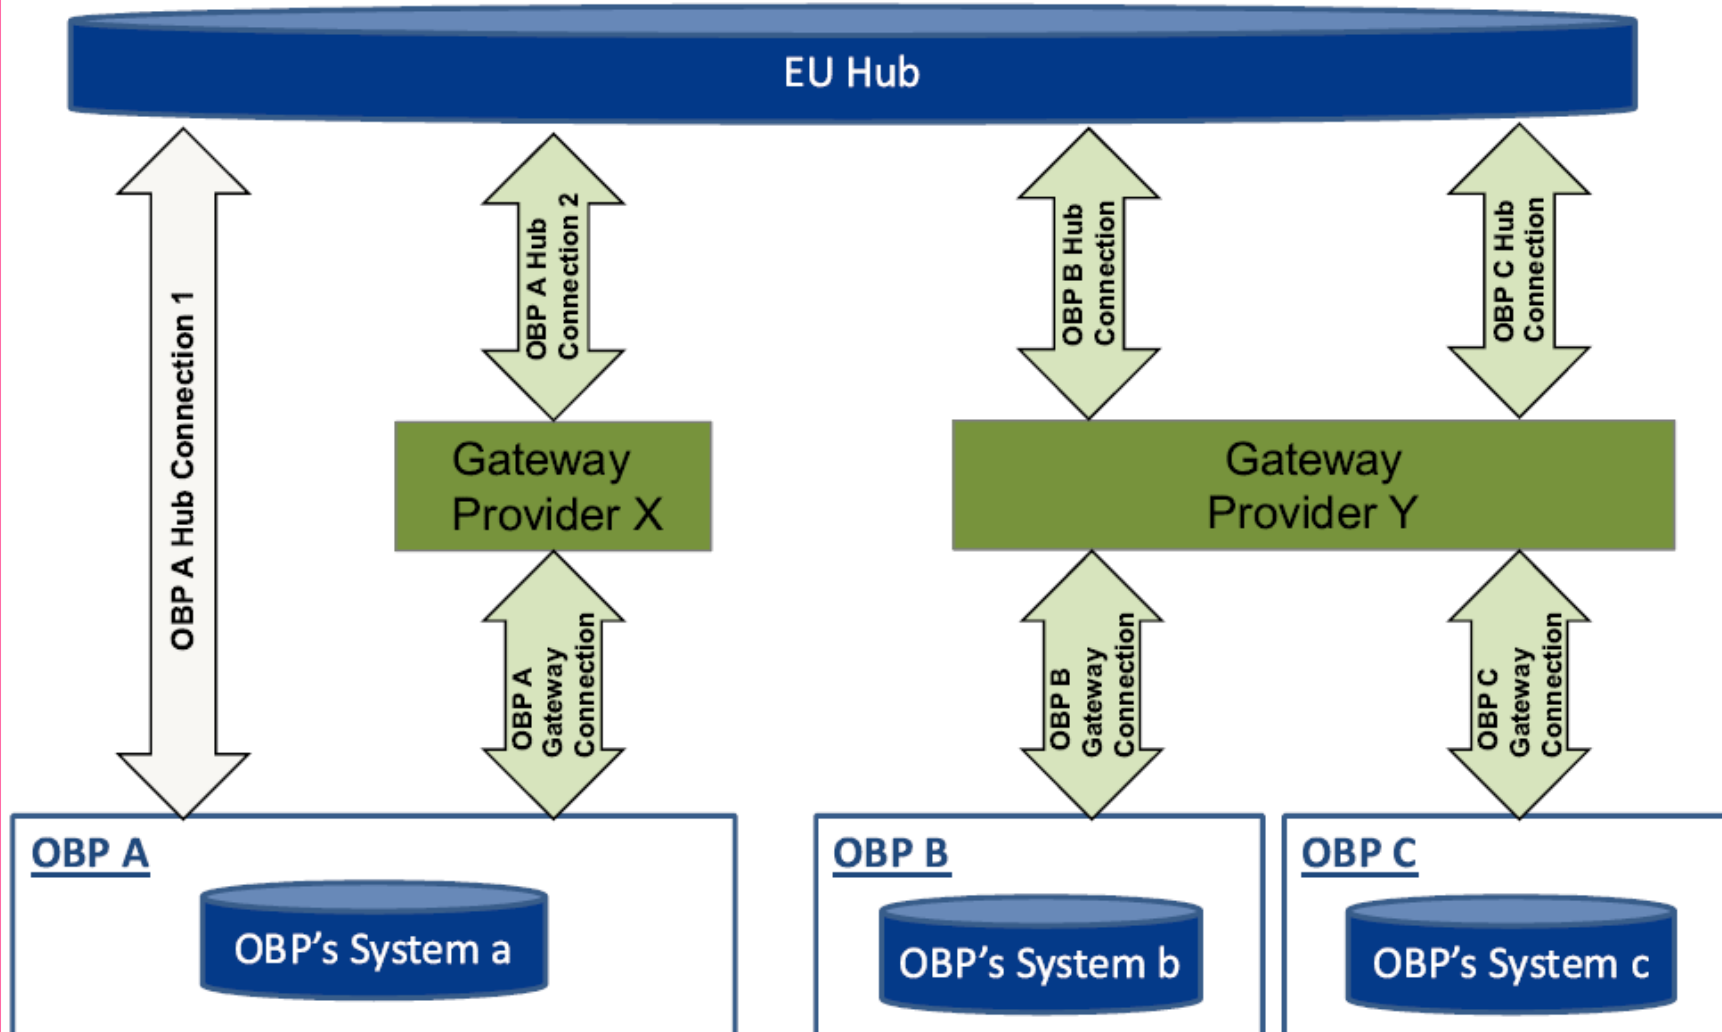 EU Hub
OBP A Hub Connection 1
OBP A Hub
Connection 2
OBP B Hub
Connection
OBP C Hub
Connection
Gateway
Provider X
Gateway
Provider Y
OBP A
Gateway
Connection
OBP B
Gateway
Connection
OBP C
Gateway
Connection
OBP A
OBP B
OBP C
OBP’s System a
OBP’s System b
OBP’s System c